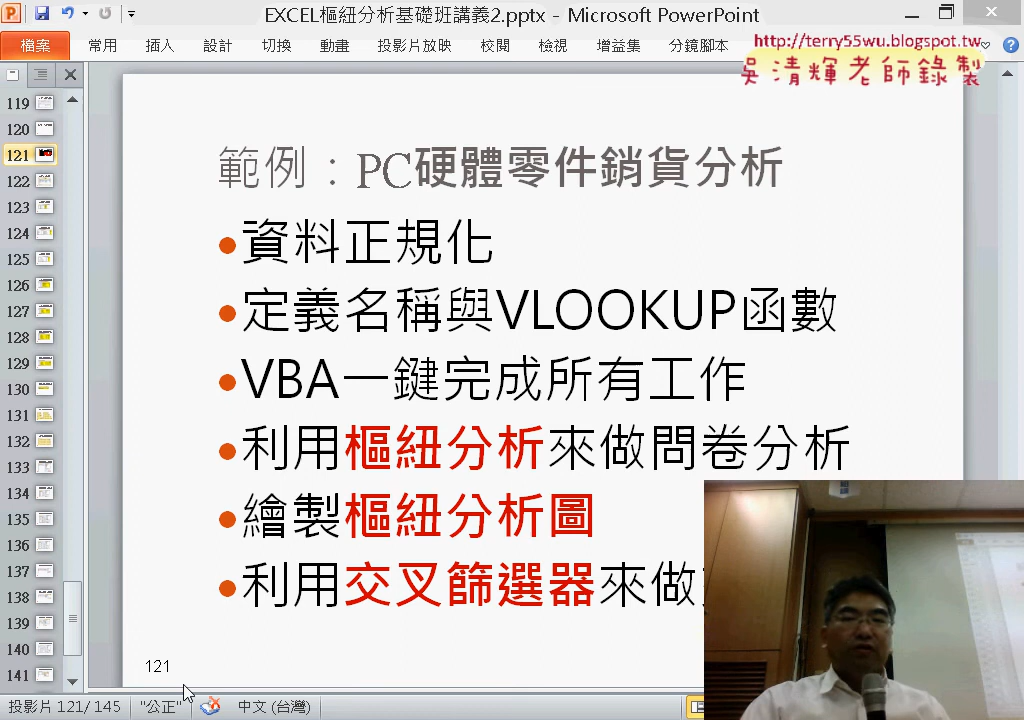 EXCEL樞紐分析基礎班講義2.pptx - Microsoft PowerPoint
檔案 常用 插入 設計 切換 動畫 投影片放映 校閱 檢視 增益集 分鏡腳本
http://terry55wu.blogspot.tw
吳清輝老師錄製
119
120
121
122
123
124
125
126
127
128
129
130
131
132
133
134
135
136
137
138
139
140
141
範例：PC硬體零件銷貨分析
•資料正規化
•定義名稱與VLOOKUP函數
•VBA一鍵完成所有工作
•利用樞紐分析來做問卷分析
•繪製樞紐分析圖
•利用交叉篩選器來做
121
投影片 121/ 145 "公正" 中文 (台灣)